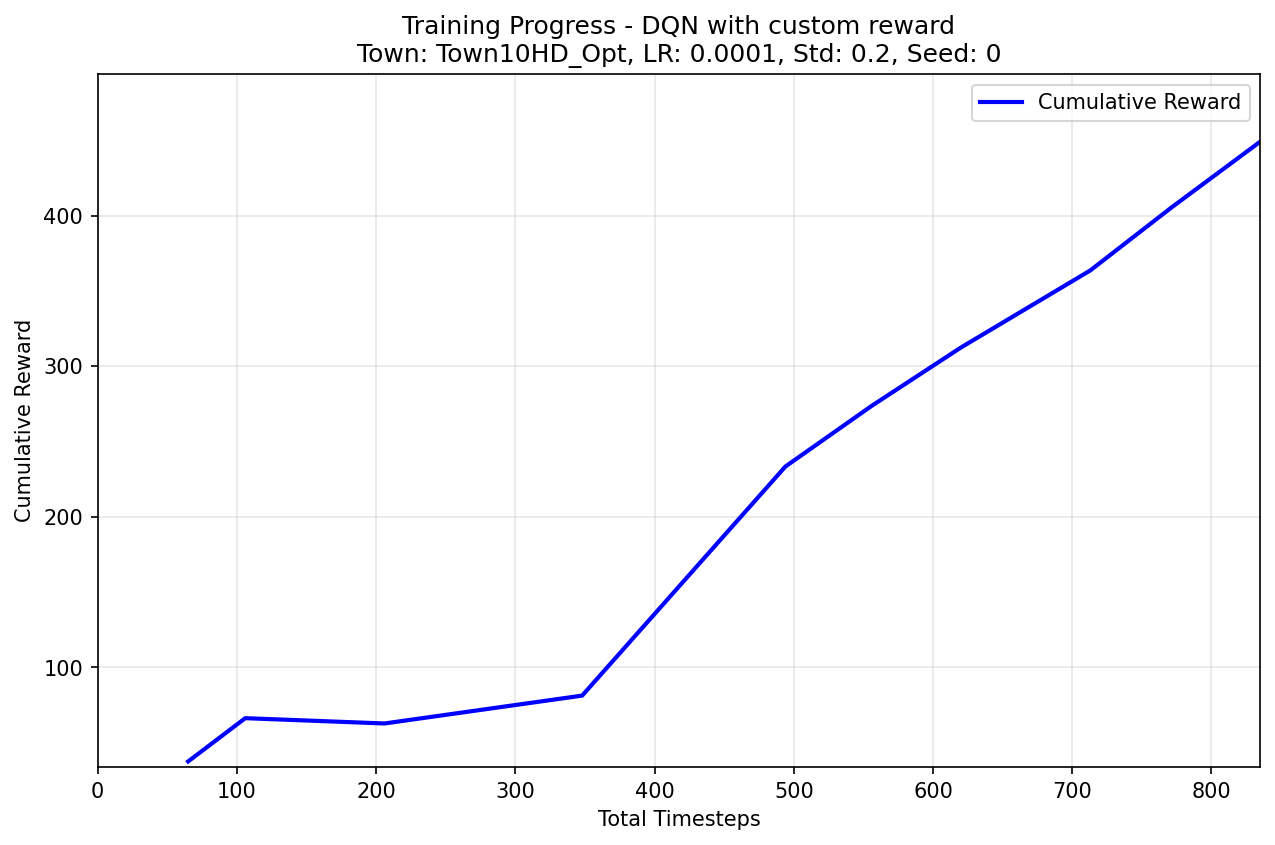 Training Progress - DQN with custom reward
Town: Town10HD_Opt, LR: 0.0001, Std: 0.2, Seed: 0
Cumulative Reward
400
300
200
100
Cumulative Reward
0 100 200 300 400 500 600 700 800
Total Timesteps